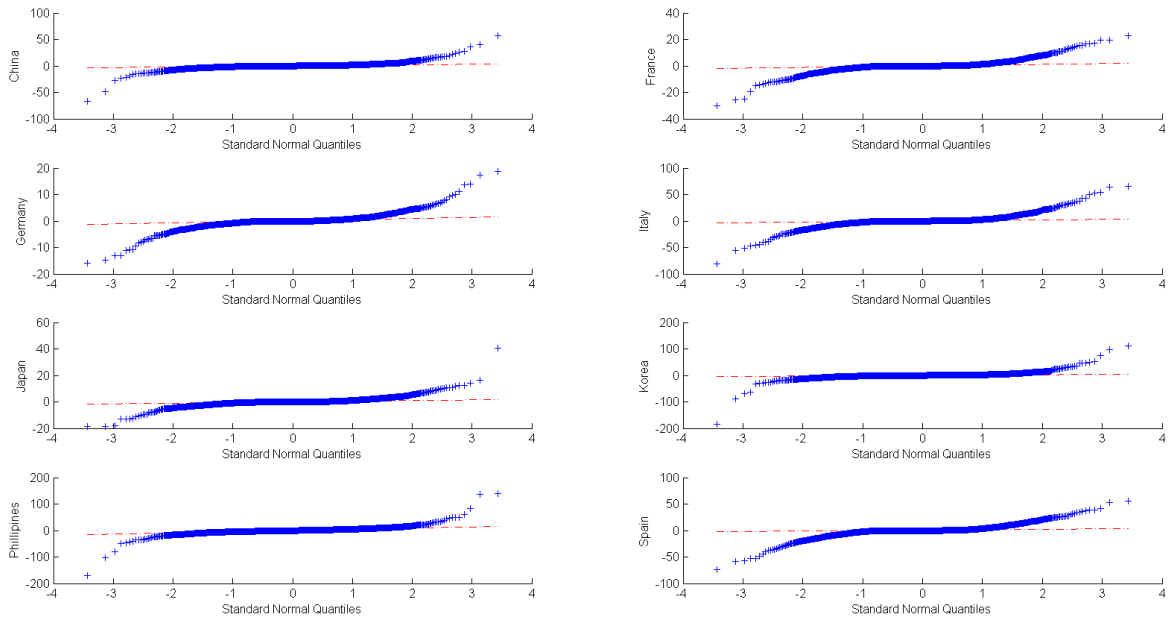 China
100
50
0
-50
-100
-4 -3 -2 -1 0 1 2 3 4
Standard Normal Quantiles
France
40
20
0
-20
-40
-4 -3 -2 -1 0 1 2 3 4
Standard Normal Quantiles
Germany
20
10
0
-10
-20
-4 -3 -2 -1 0 1 2 3 4
Standard Normal Quantiles
Italy
100
50
0
-50
-100
-4 -3 -2 -1 0 1 2 3 4
Standard Normal Quantiles
Japan
60
40
20
0
-20
-4 -3 -2 -1 0 1 2 3 4
Standard Normal Quantiles
Korea
200
100
0
-100
-200
-4 -3 -2 -1 0 1 2 3 4
Standard Normal Quantiles
Phillipines
200
100
0
-100
-200
-4 -3 -2 -1 0 1 2 3 4
Standard Normal Quantiles
Spain
100
50
0
-50
-100
-4 -3 -2 -1 0 1 2 3 4
Standard Normal Quantiles